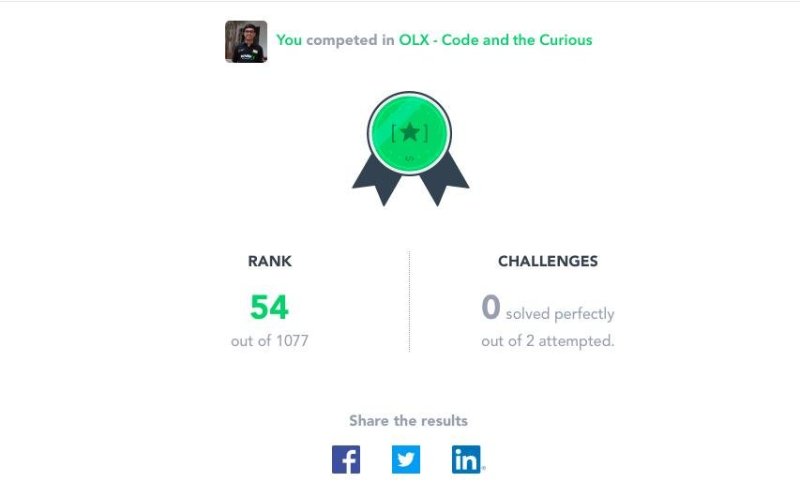 You competed in OLX - Code and the Curious
[★]
RANK
CHALLENGES
54
0 solved perfectly
out of 1077
out of 2 attempted.
Share the results
f
in